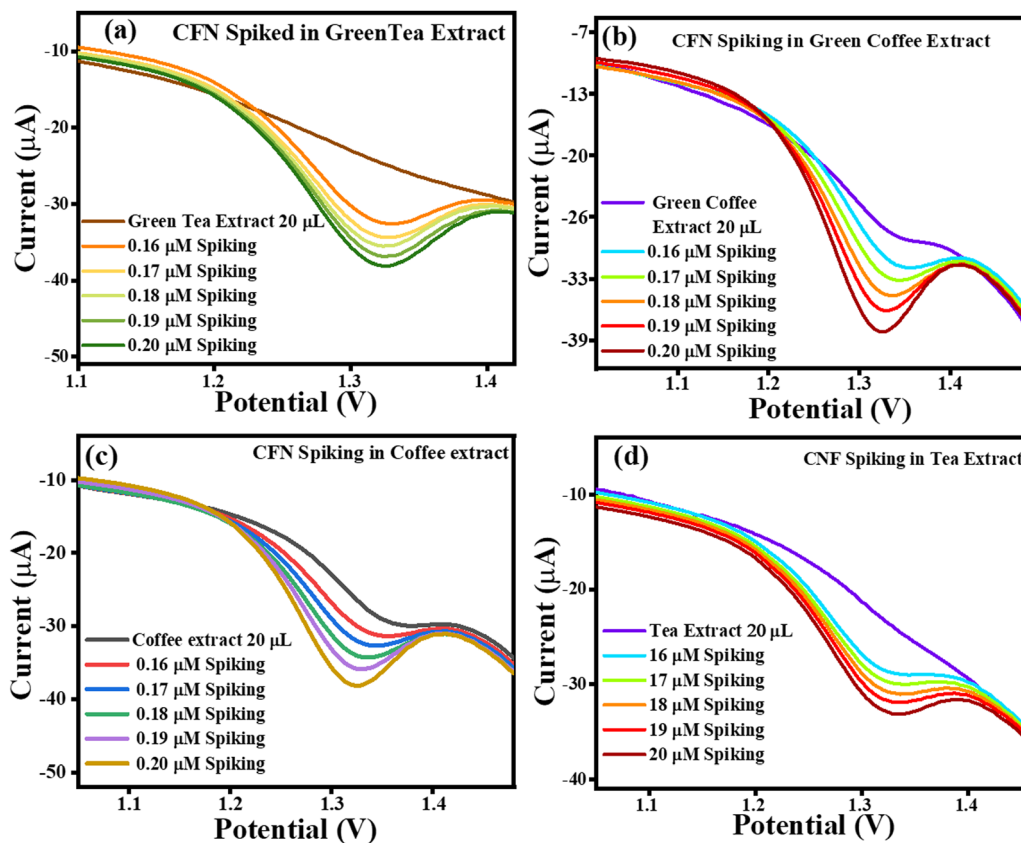 (a)
CFN Spiked in GreenTea Extract
Current (μA)
-10
-20
-30
-40
-50
Green Tea Extract 20 μL
0.16 μM Spiking
0.17 μM Spiking
0.18 μM Spiking
0.19 μM Spiking
0.20 μM Spiking
1.1
1.2
1.3
1.4
Potential (V)
(b)
CFN Spiking in Green Coffee Extract
Current (μA)
-7
-13
-20
-26
-33
-39
Green Coffee
Extract 20 μL
0.16 μM Spiking
0.17 μM Spiking
0.18 μM Spiking
0.19 μM Spiking
0.20 μM Spiking
1.1
1.2
1.3
1.4
Potential (V)
(c)
CFN Spiking in Coffee extract
Current (μA)
-10
-20
-30
-40
-50
Coffee extract 20 μL
0.16 μM Spiking
0.17 μM Spiking
0.18 μM Spiking
0.19 μM Spiking
0.20 μM Spiking
1.1
1.2
1.3
1.4
Potential (V)
(d)
CNF Spiking in Tea Extract
Current (μA)
-10
-20
-30
-40
Tea Extract 20 μL
16 μM Spiking
17 μM Spiking
18 μM Spiking
19 μM Spiking
20 μM Spiking
1.1
1.2
1.3
1.4
Potential (V)